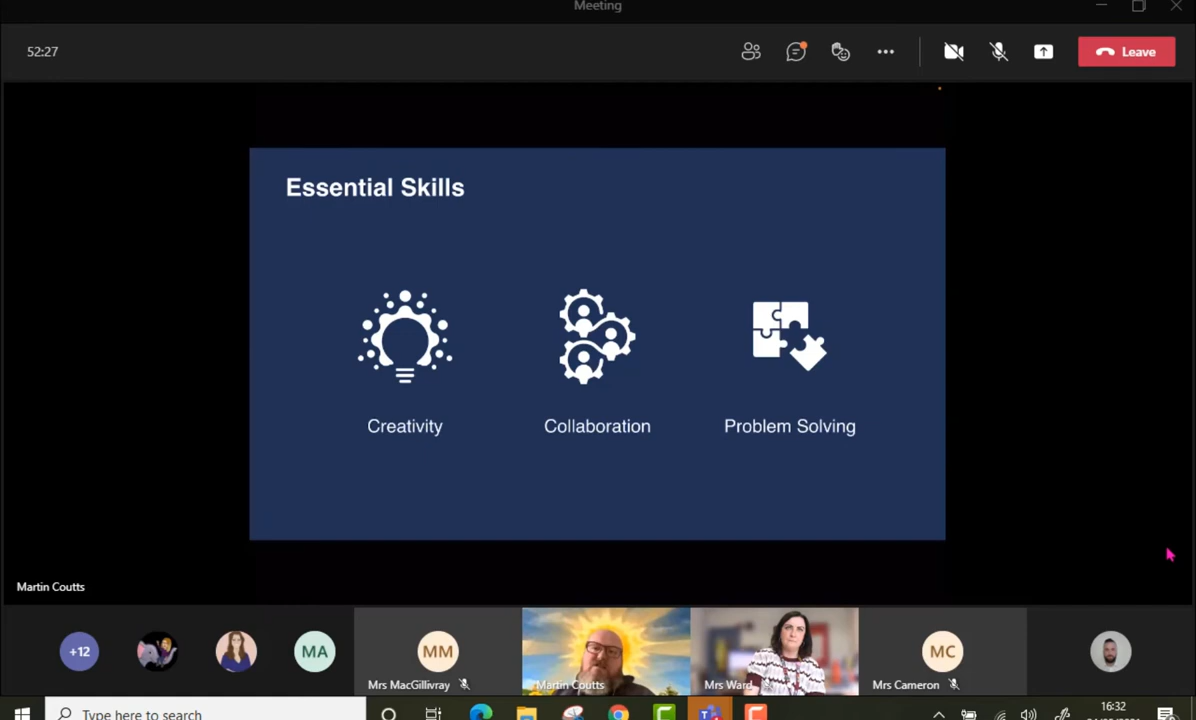 Meeting
52:27
Leave
Essential Skills
Creativity
Collaboration
Problem Solving
Martin Coutts
+12
MA
MM
MC
Mrs MacGillivray
Martin Coutts
Mrs Ward
Mrs Cameron
Type here to search
16:32